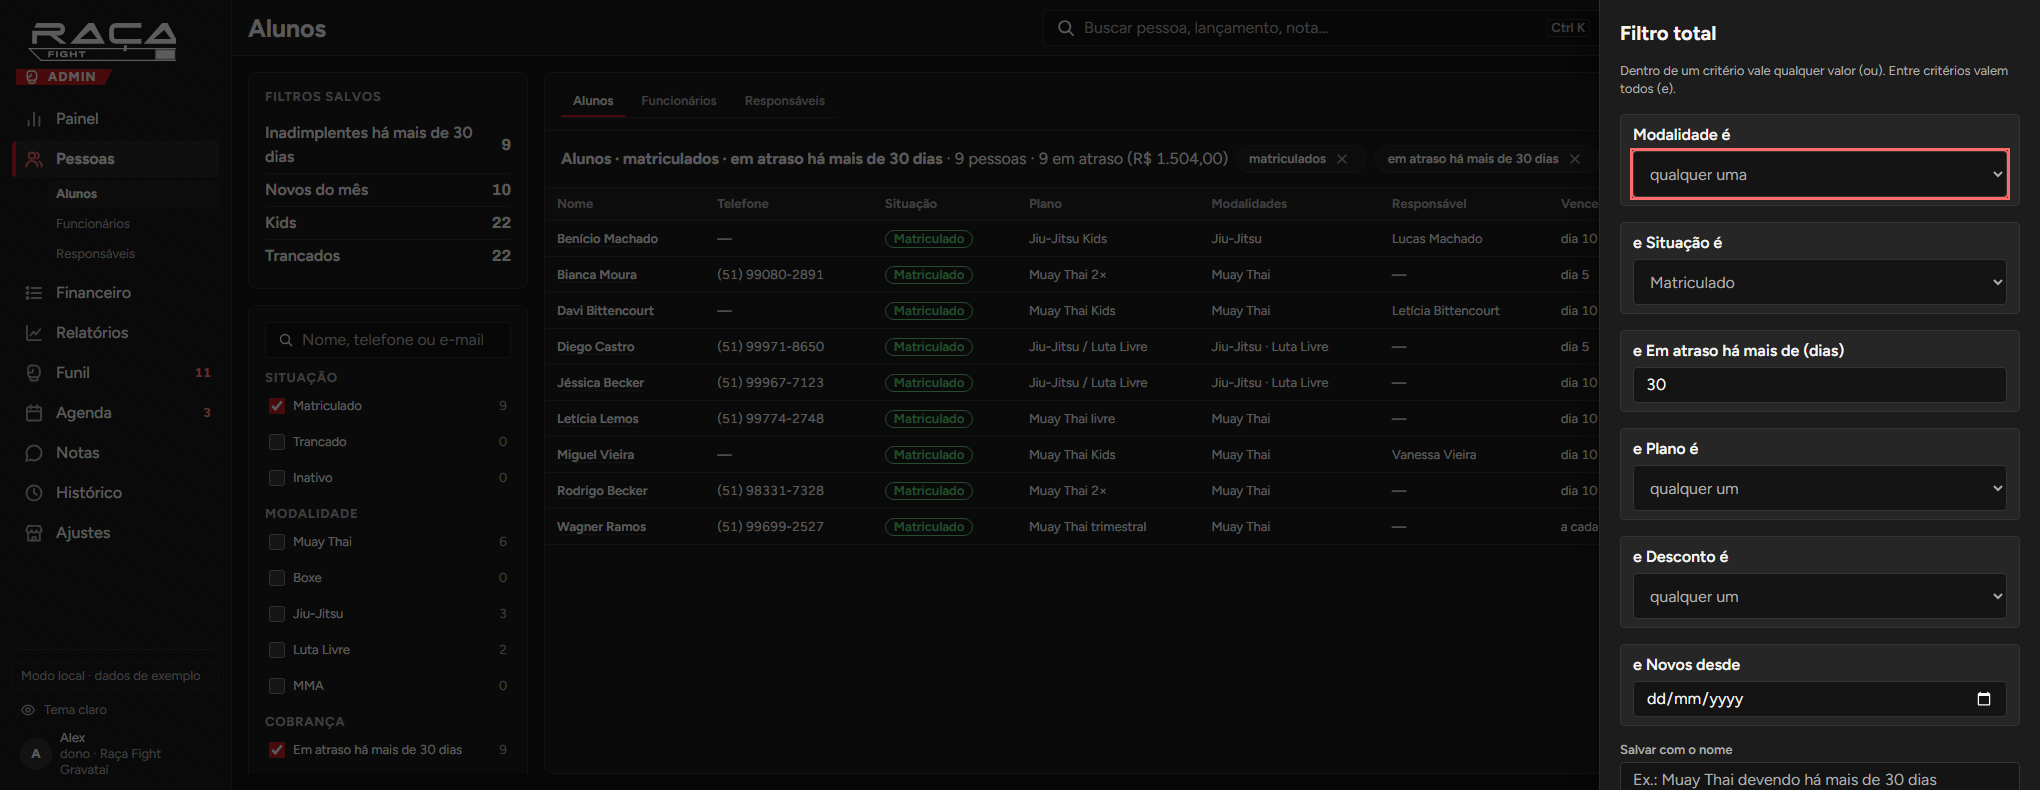 RAÇA
FIGHT
ADMIN
Painel
Pessoas
Alunos
Funcionários
Responsáveis
Financeiro
Relatórios
Funil 11
Agenda 3
Notas
Histórico
Ajustes
Modo local · dados de exemplo
Tema claro
A
Alex
dono · Raça Fight
Gravataí
Alunos
Buscar pessoa, lançamento, nota... Ctrl K
FILTROS SALVOS
Inadimplentes há mais de 30
dias 9
Novos do mês 10
Kids 22
Trancados 22
Nome, telefone ou e-mail
SITUAÇÃO
Matriculado 9
Trancado 0
Inativo 0
MODALIDADE
Muay Thai 6
Boxe 0
Jiu-Jitsu 3
Luta Livre 2
MMA 0
COBRANÇA
Em atraso há mais de 30 dias 9
Alunos Funcionários Responsáveis
Alunos · matriculados · em atraso há mais de 30 dias · 9 pessoas · 9 em atraso (R$ 1.504,00) matriculados × em atraso há mais de 30 dias ×
Nome Telefone Situação Plano Modalidades Responsável Vence
Benício Machado — Matriculado Jiu-Jitsu Kids Jiu-Jitsu Lucas Machado dia 10
Bianca Moura (51) 99080-2891 Matriculado Muay Thai 2× Muay Thai — dia 5
Davi Bittencourt — Matriculado Muay Thai Kids Muay Thai Letícia Bittencourt dia 10
Diego Castro (51) 99971-8650 Matriculado Jiu-Jitsu / Luta Livre Jiu-Jitsu · Luta Livre — dia 5
Jéssica Becker (51) 99967-7123 Matriculado Jiu-Jitsu / Luta Livre Jiu-Jitsu · Luta Livre — dia 10
Letícia Lemos (51) 99774-2748 Matriculado Muay Thai livre Muay Thai — dia 10
Miguel Vieira — Matriculado Muay Thai Kids Muay Thai Vanessa Vieira dia 10
Rodrigo Becker (51) 98331-7328 Matriculado Muay Thai 2× Muay Thai — dia 10
Wagner Ramos (51) 99699-2527 Matriculado Muay Thai trimestral Muay Thai — a cada
Filtro total
Dentro de um critério vale qualquer valor (ou). Entre critérios valem
todos (e).
Modalidade é
qualquer uma
e Situação é
Matriculado
e Em atraso há mais de (dias)
30
e Plano é
qualquer um
e Desconto é
qualquer um
e Novos desde
dd/mm/yyyy
Salvar com o nome
Ex.: Muay Thai devendo há mais de 30 dias